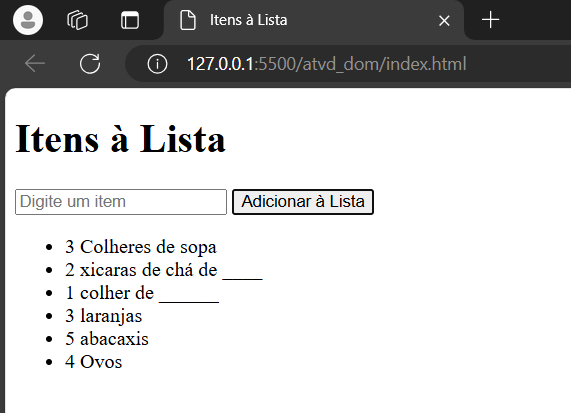 Itens à Lista
127.0.0.1:5500/atvd_dom/index.html
Itens à Lista
Digite um item Adicionar à Lista
3 Colheres de sopa
2 xicaras de chá de ____
1 colher de ______
3 laranjas
5 abacaxis
4 Ovos